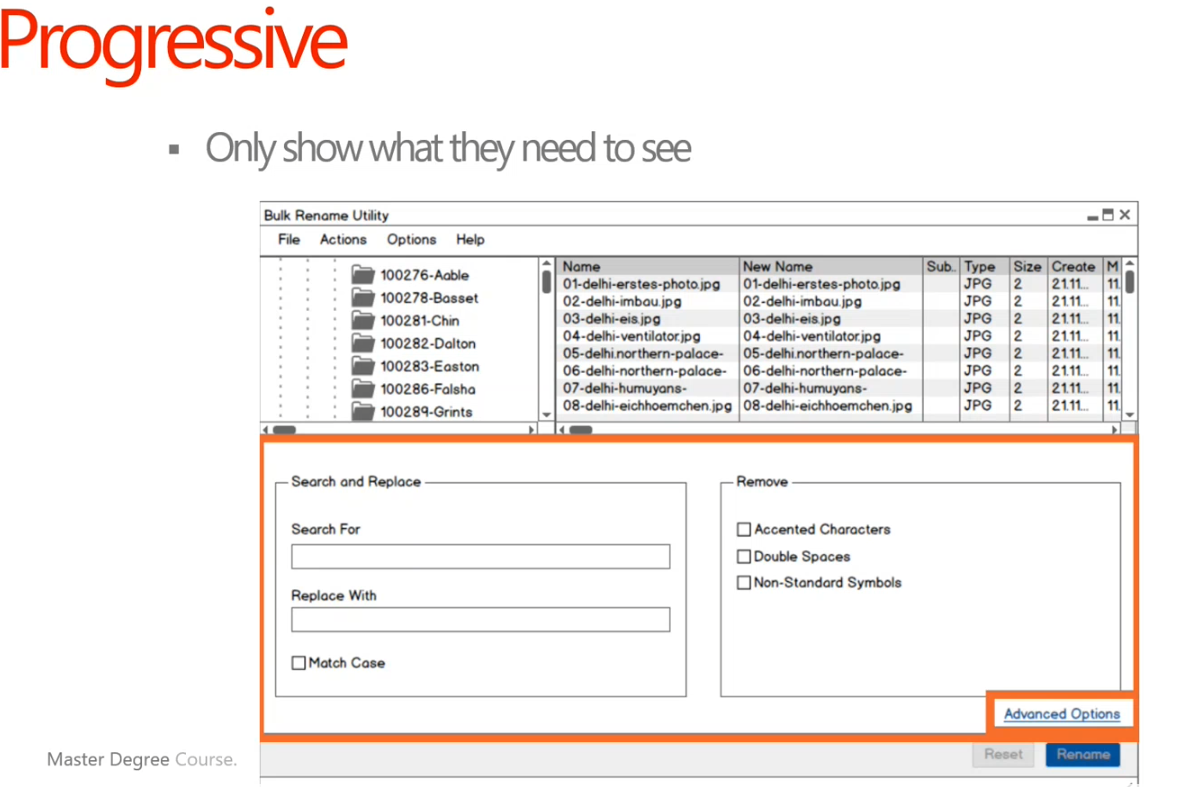 Progressive
▪ Only show what they need to see
Bulk Rename Utility
File Actions Options Help
100276-Aable
100278-Basset
100281-Chin
100282-Dalton
100283-Easton
100286-Falsha
100289-Grints
Name New Name Sub.. Type Size Create M
01-delhi-erstes-photo.jpg 01-delhi-erstes-photo.jpg JPG 2 21.11... 11.
02-delhi-imbau.jpg 02-delhi-imbau.jpg JPG 2 21.11... 11.
03-delhi-eis.jpg 03-delhi-eis.jpg JPG 2 21.11... 11.
04-delhi-ventilator.jpg 04-delhi-ventilator.jpg JPG 2 21.11... 11.
05-delhi.northern-palace- 05-delhi.northern-palace- JPG 2 21.11... 11.
06-delhi-northern-palace- 06-delhi-northern-palace- JPG 2 21.11... 11.
07-delhi-humuyans- 07-delhi-humuyans- JPG 2 21.11... 11.
08-delhi-eichhoemchen.jpg 08-delhi-eichhoemchen.jpg JPG 2 21.11... 11.
Search and Replace
Search For
Replace With
Match Case
Remove
Accented Characters
Double Spaces
Non-Standard Symbols
Advanced Options
Reset Rename
Master Degree Course.